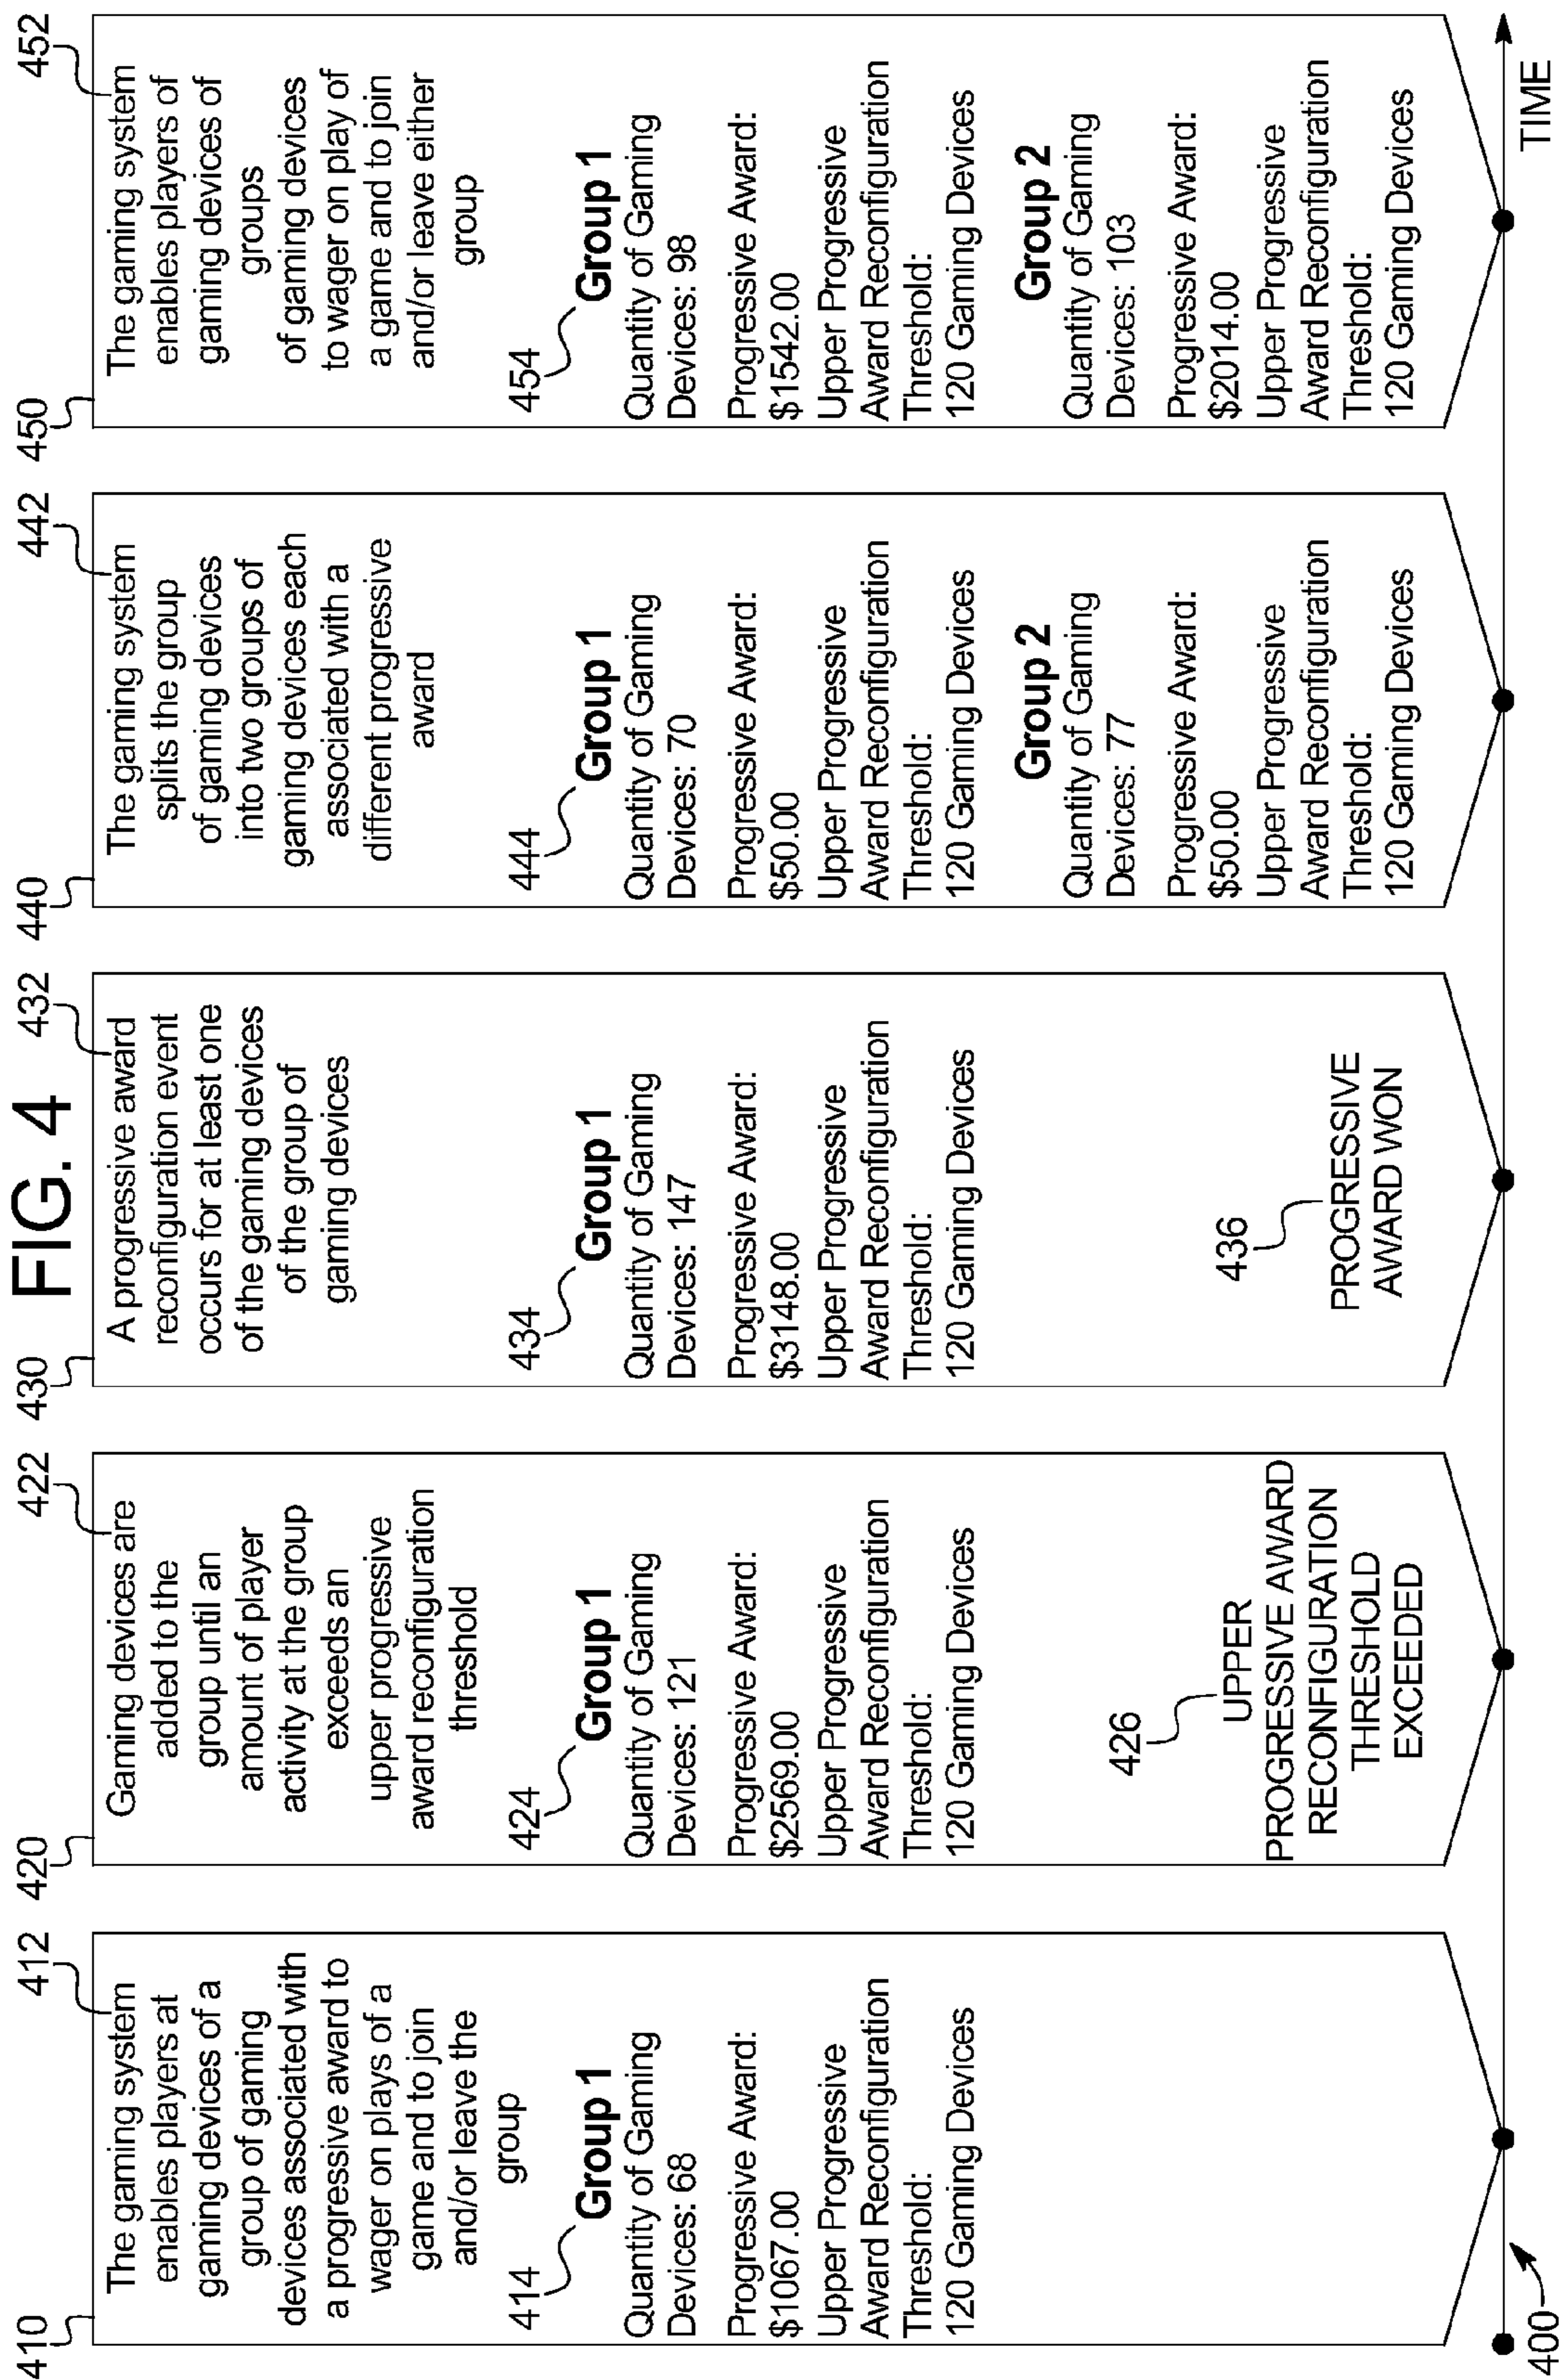 FIG. 4
410
412
The gaming system
enables players at
gaming devices of a
group of gaming
devices associated with
a progressive award to
wager on plays of a
game and to join
and/or leave the
group
414
Group 1
Quantity of Gaming
Devices: 68
Progressive Award:
$1067.00
Upper Progressive
Award Reconfiguration
Threshold:
120 Gaming Devices
420
422
Gaming devices are
added to the
group until an
amount of player
activity at the group
exceeds an
upper progressive
award reconfiguration
threshold
424
Group 1
Quantity of Gaming
Devices: 121
Progressive Award:
$2569.00
Upper Progressive
Award Reconfiguration
Threshold:
120 Gaming Devices
426
UPPER
PROGRESSIVE AWARD
RECONFIGURATION
THRESHOLD
EXCEEDED
430
432
A progressive award
reconfiguration event
occurs for at least one
of the gaming devices
of the group of
gaming devices
434
Group 1
Quantity of Gaming
Devices: 147
Progressive Award:
$3148.00
Upper Progressive
Award Reconfiguration
Threshold:
120 Gaming Devices
436
PROGRESSIVE
AWARD WON
440
442
The gaming system
splits the group
of gaming devices
into two groups of
gaming devices each
associated with a
different progressive
award
444
Group 1
Quantity of Gaming
Devices: 70
Progressive Award:
$50.00
Upper Progressive
Award Reconfiguration
Threshold:
120 Gaming Devices
Group 2
Quantity of Gaming
Devices: 77
Progressive Award:
$50.00
Upper Progressive
Award Reconfiguration
Threshold:
120 Gaming Devices
450
452
The gaming system
enables players of
gaming devices of
groups
of gaming devices
to wager on play of
a game and to join
and/or leave either
group
454
Group 1
Quantity of Gaming
Devices: 98
Progressive Award:
$1542.00
Upper Progressive
Award Reconfiguration
Threshold:
120 Gaming Devices
Group 2
Quantity of Gaming
Devices: 103
Progressive Award:
$2014.00
Upper Progressive
Award Reconfiguration
Threshold:
120 Gaming Devices
400
TIME